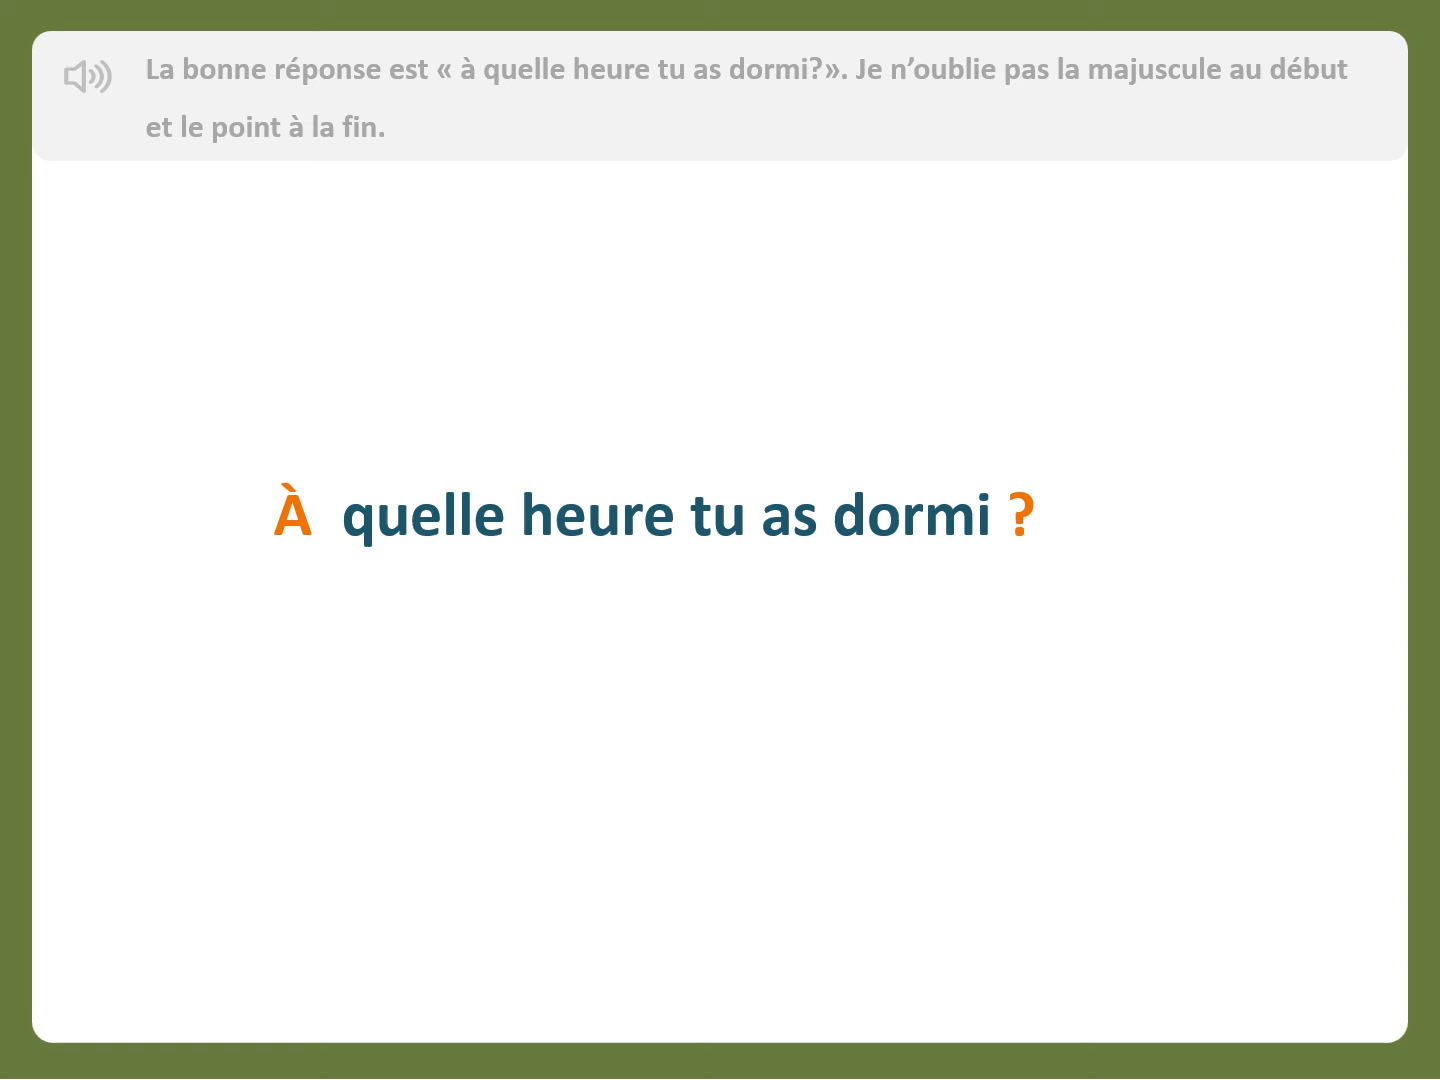 La bonne réponse est « à quelle heure tu as dormi?». Je n’oublie pas la majuscule au début
et le point à la fin.
À quelle heure tu as dormi ?